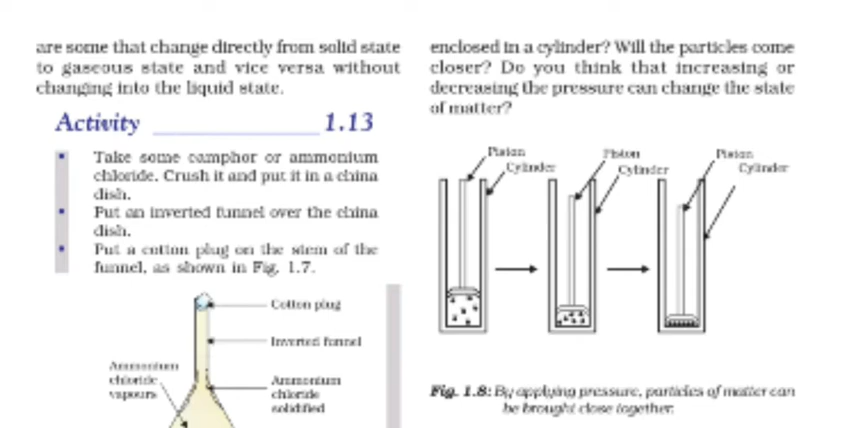 are some that change directly from solid state
to gaseous state and vice versa without
changing into the liquid state.
Activity ____________ 1.13
Take some camphor or ammonium
chloride. Crush it and put it in a china
dish.
Put an inverted funnel over the china
dish.
Put a cotton plug on the stem of the
funnel, as shown in Fig. 1.7.
Cotton plug
Inverted funnel
Ammonium
chloride
vapours
Ammonium
chloride
solidified
enclosed in a cylinder? Will the particles come
closer? Do you think that increasing or
decreasing the pressure can change the state
of matter?
Piston
Cylinder
Piston
Cylinder
Piston
Cylinder
Fig. 1.8: By applying pressure, particles of matter can
be brought close together.